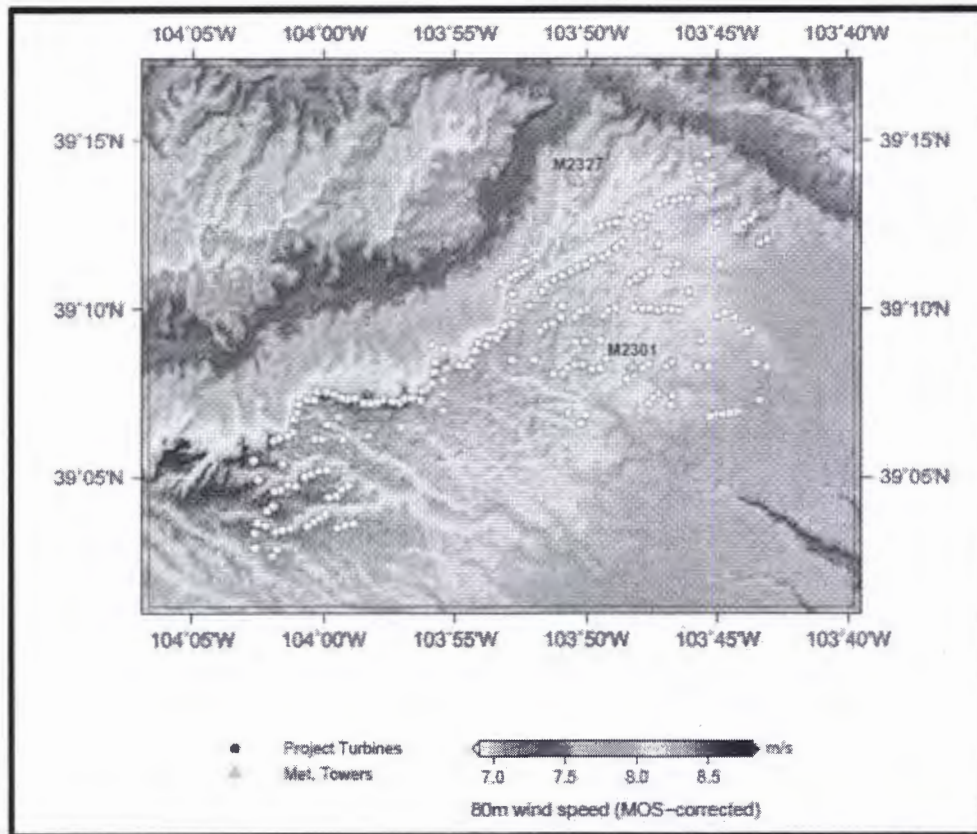 104°05'W 104°00'W 103°55'W 103°50'W 103°45'W 103°40'W
39°15'N 39°15'N
M2327
39°10'N 39°10'N
M2301
39°05'N 39°05'N
104°05'W 104°00'W 103°55'W 103°50'W 103°45'W 103°40'W
Project Turbines m/s
Met. Towers 7.0 7.5 8.0 8.5
80m wind speed (MOS-corrected)